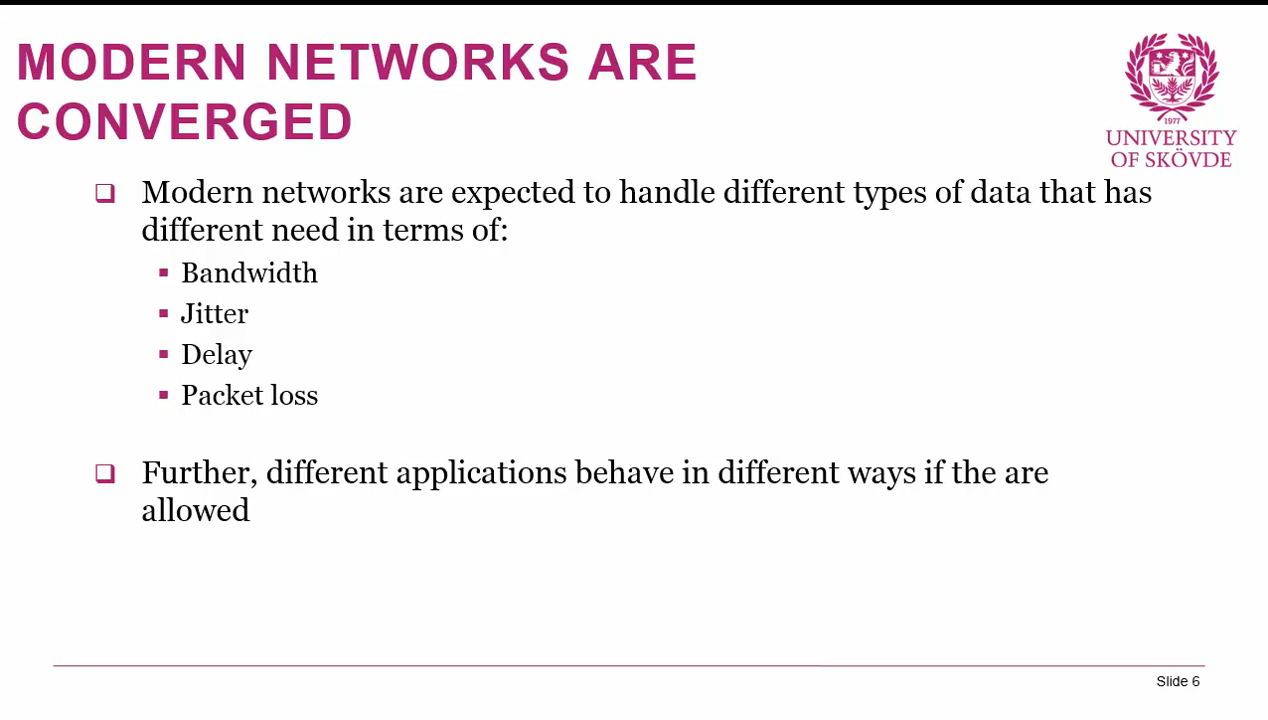 MODERN NETWORKS ARE
CONVERGED
1977
UNIVERSITY
OF SKÖVDE
Modern networks are expected to handle different types of data that has
different need in terms of:
Bandwidth
Jitter
Delay
Packet loss
Further, different applications behave in different ways if the are
allowed
Slide 6